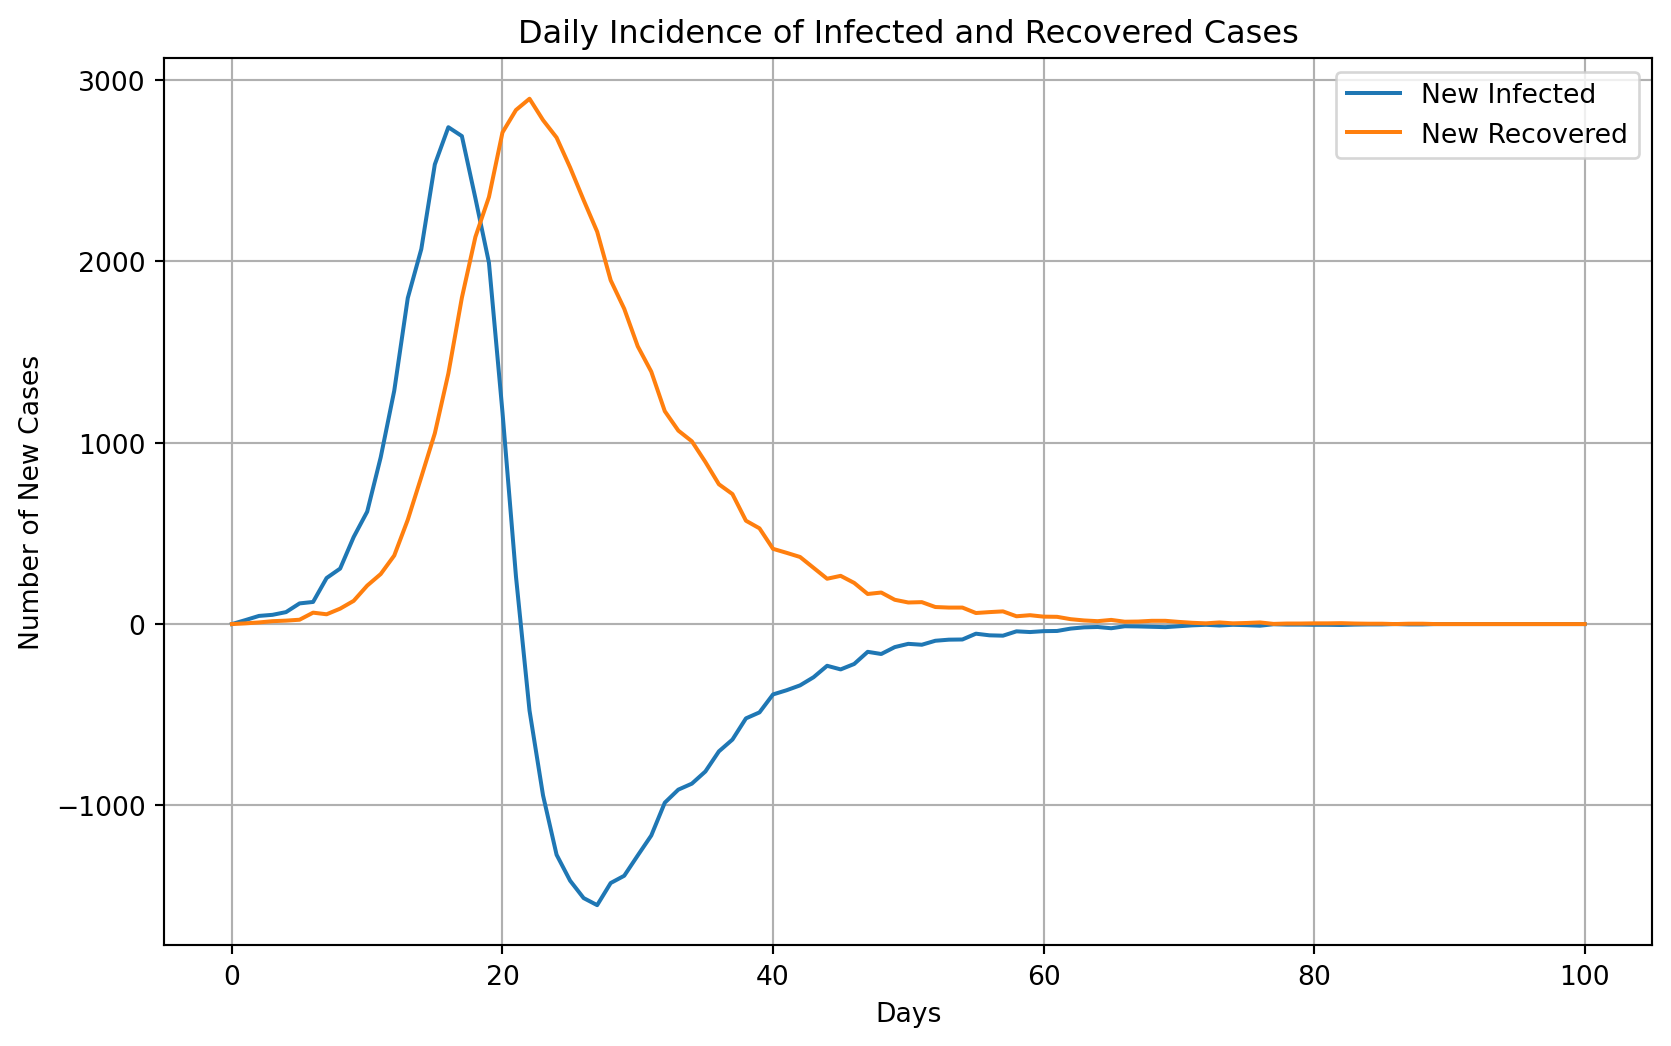 Daily Incidence of Infected and Recovered Cases
New Infected
New Recovered
Number of New Cases
3000
2000
1000
0
−1000
0 20 40 60 80 100
Days